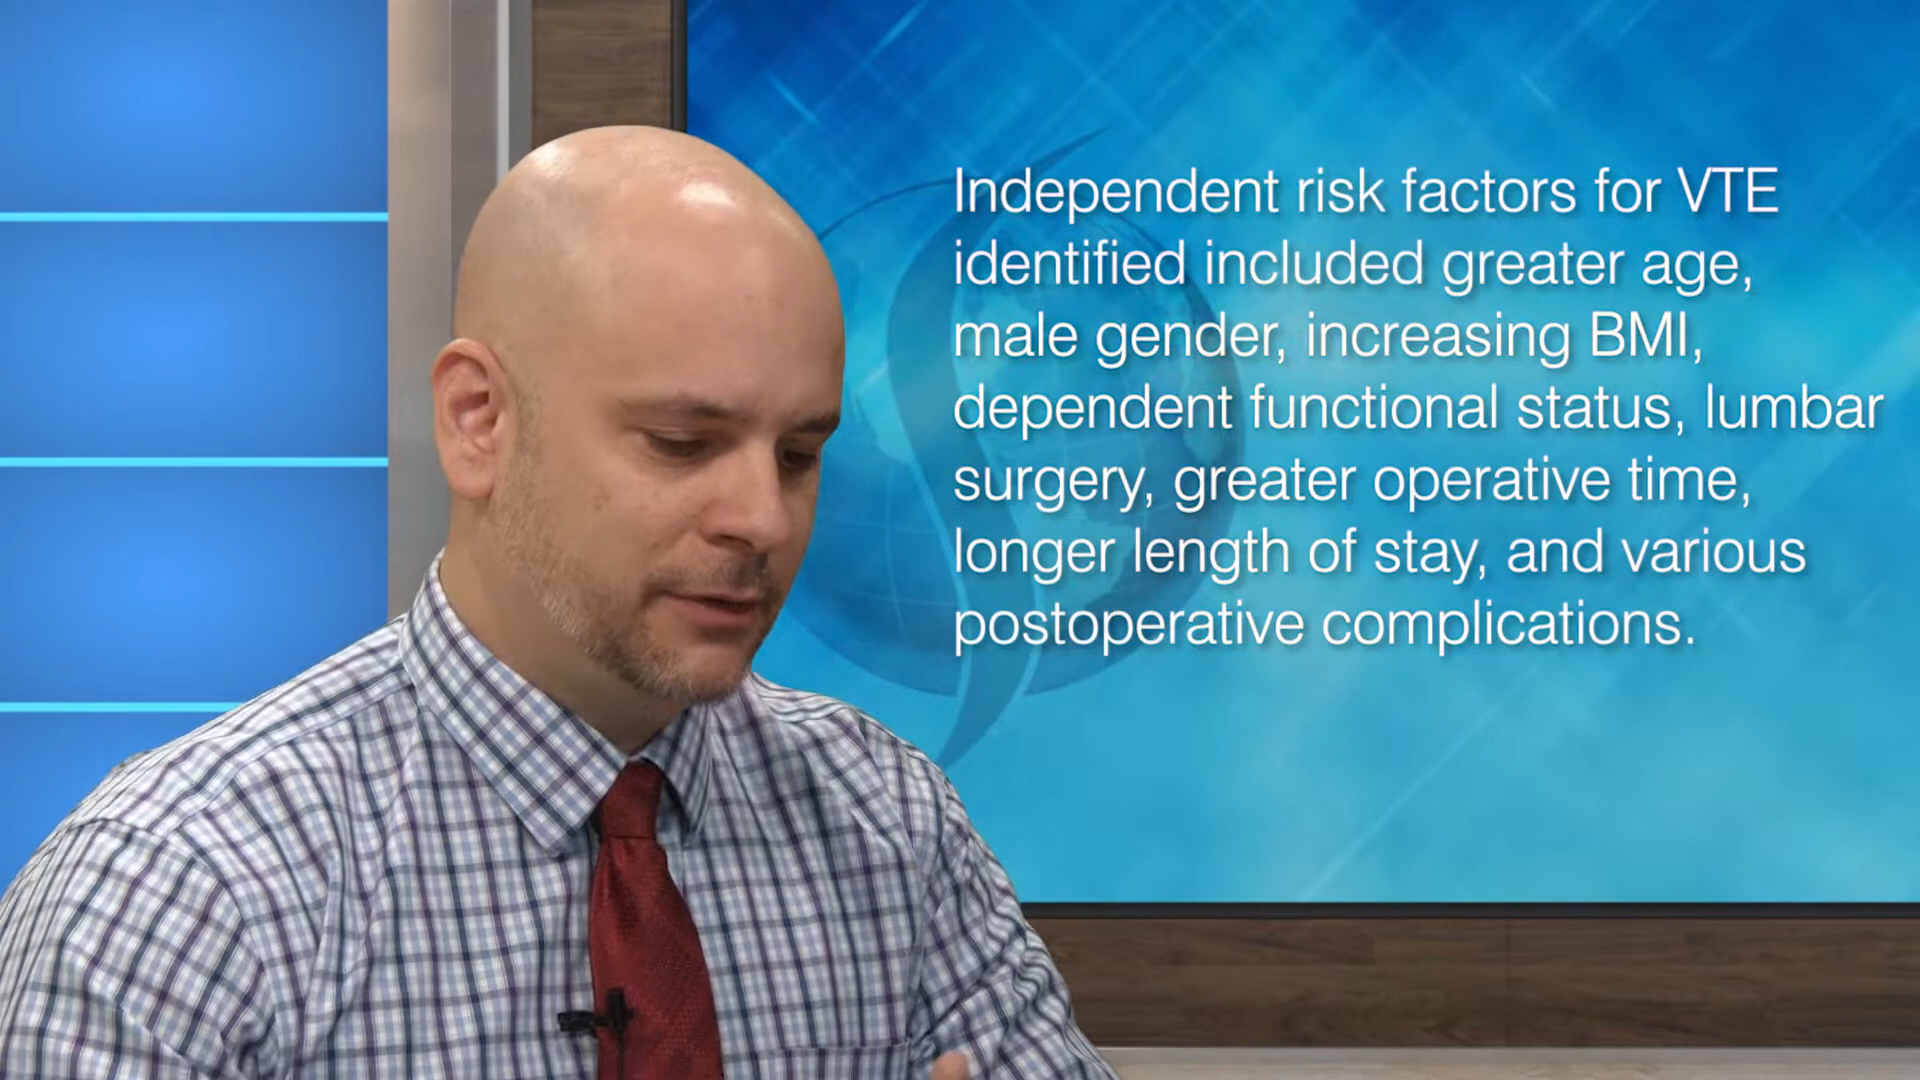 Independent risk factors for VTE
identified included greater age,
male gender, increasing BMI,
dependent functional status, lumbar
surgery, greater operative time,
longer length of stay, and various
postoperative complications.